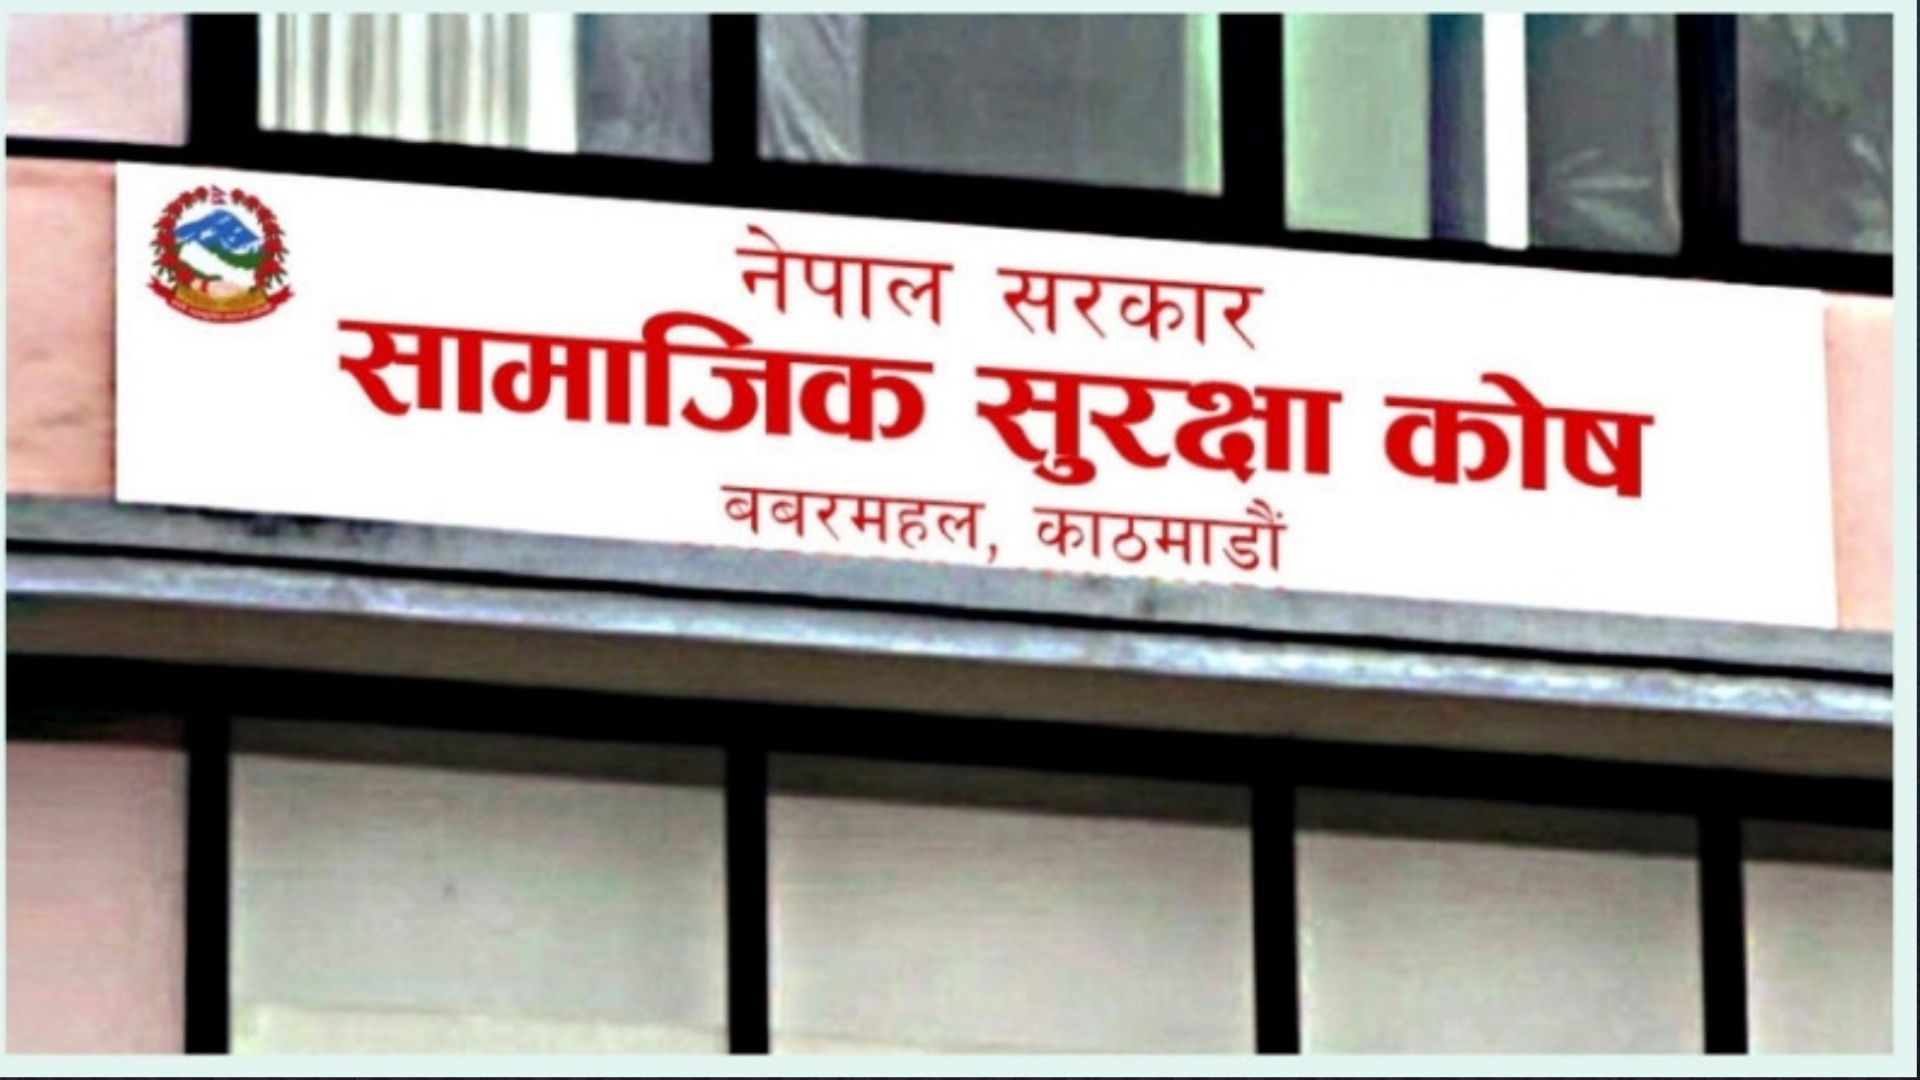 नेपाल सरकार
सामाजिक सुरक्षा कोष
बबरमहल, काठमाडौं